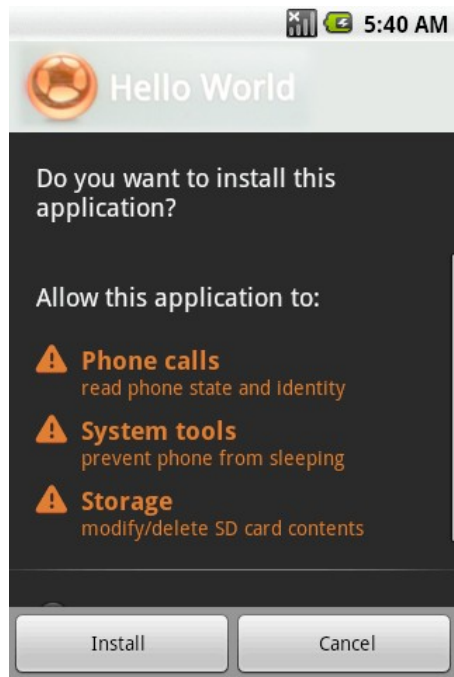 5:40 AM
Hello World
Do you want to install this
application?
Allow this application to:
Phone calls
read phone state and identity
System tools
prevent phone from sleeping
Storage
modify/delete SD card contents
Install
Cancel